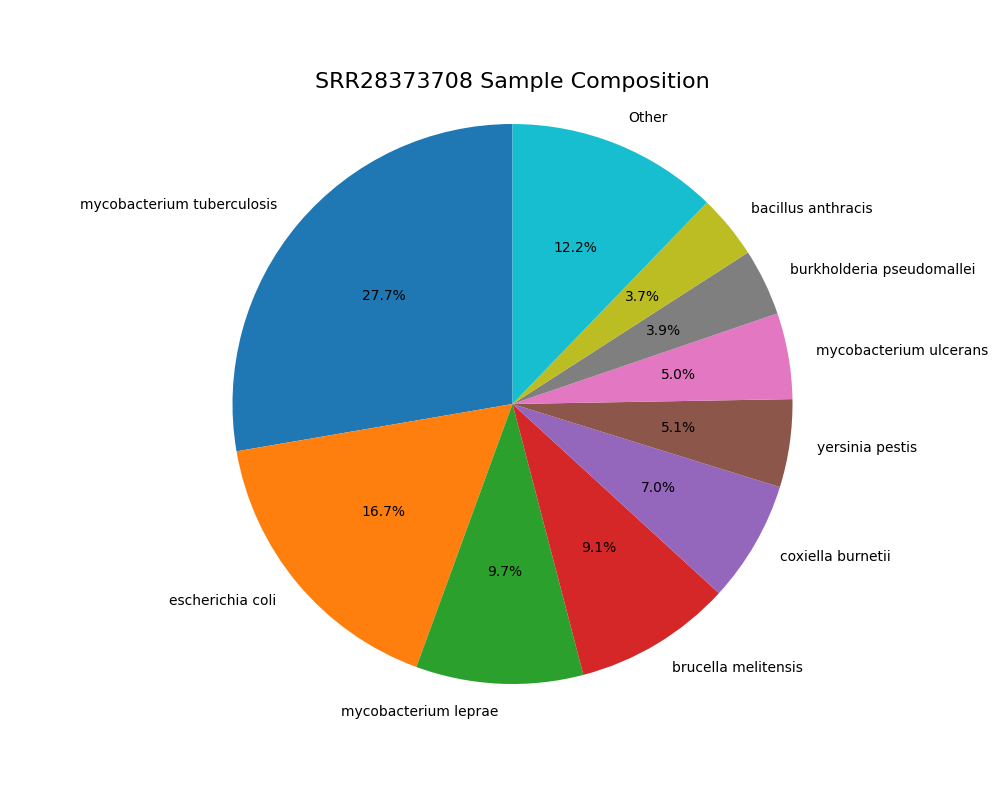 SRR28373708 Sample Composition
Other
12.2%
bacillus anthracis
3.7%
burkholderia pseudomallei
3.9%
mycobacterium ulcerans
5.0%
yersinia pestis
5.1%
coxiella burnetii
7.0%
brucella melitensis
9.1%
mycobacterium leprae
9.7%
escherichia coli
16.7%
mycobacterium tuberculosis
27.7%